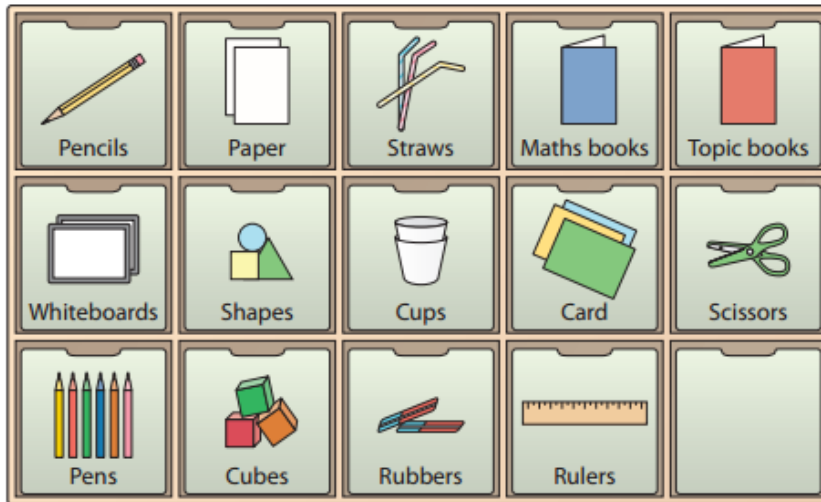 Pencils
Paper
Straws
Maths books
Topic books
Whiteboards
Shapes
Cups
Card
Scissors
Pens
Cubes
Rubbers
Rulers